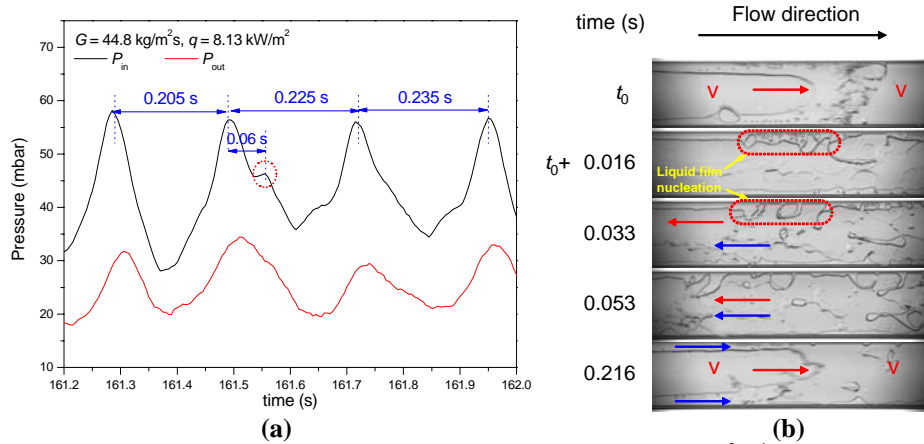 G = 44.8 kg/m²s, q = 8.13 kW/m²
P_in P_out
0.205 s 0.225 s 0.235 s
0.06 s
Pressure (mbar)
75
70
60
50
40
30
20
10
161.2 161.3 161.4 161.5 161.6 161.7 161.8 161.9 162.0
time (s)
(a)
time (s) Flow direction
t₀ V V
t₀+ 0.016
Liquid film
nucleation
0.033
0.053
0.216 V V
(b)